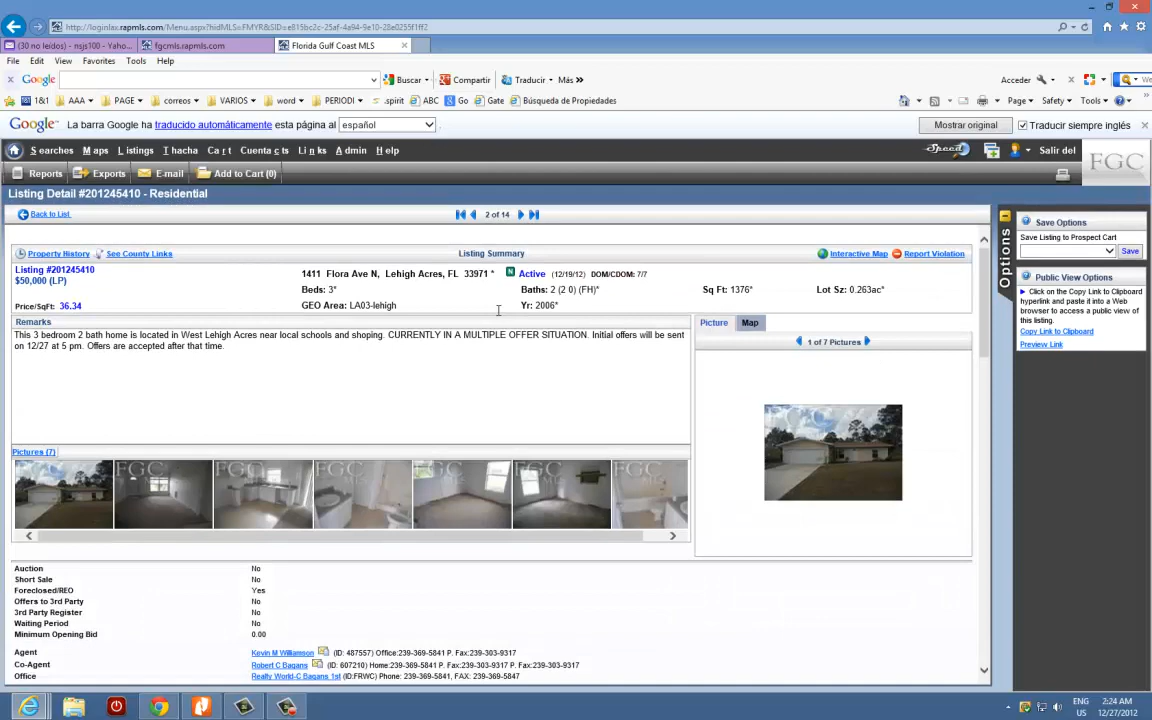 http://loginlax.rapmls.com/Menu.aspx?hidMLS=FMYR&SID=e815bc2c-25af-4a94-9e10-28e0255f1ff2
(30 no leídos) - nsjs100 - Yaho...
fgcmls.rapmls.com
Florida Gulf Coast MLS
File Edit View Favorites Tools Help
Google
Buscar
Compartir
Traducir
Más »
Acceder
1&1
AAA
PAGE
correos
VARIOS
word
PERIODI
.spirit
ABC
Go
Gate
Búsqueda de Propiedades
Page
Safety
Tools
Google
La barra Google ha traducido automáticamente esta página al
español
Mostrar original
Traducir siempre inglés
Searches Maps Listings Thacha Cart Cuenta cts Links Admin Help
Speed
Salir del
FGC
Reports Exports E-mail Add to Cart (0)
Listing Detail #201245410 - Residential
Back to List
2 of 14
Property History
See County Links
Listing Summary
Interactive Map
Report Violation
Listing #201245410
$50,000 (LP)
Price/SqFt: 36.34
1411 Flora Ave N, Lehigh Acres, FL 33971 *
N Active (12/19/12) DOM/CDOM: 7/7
Beds: 3*
Baths: 2 (2 0) (FH)*
Sq Ft: 1376*
Lot Sz: 0.263ac*
GEO Area: LA03-lehigh
Yr: 2006*
Remarks
This 3 bedroom 2 bath home is located in West Lehigh Acres near local schools and shoping. CURRENTLY IN A MULTIPLE OFFER SITUATION. Initial offers will be sent
on 12/27 at 5 pm. Offers are accepted after that time.
Picture
Map
1 of 7 Pictures
Pictures (7)
FGC
Auction No
Short Sale No
Foreclosed/REO Yes
Offers to 3rd Party No
3rd Party Register No
Waiting Period No
Minimum Opening Bid 0.00
Agent Kevin M Williamson (ID: 487557) Office:239-369-5841 P. Fax:239-303-9317
Co-Agent Robert C Bagans (ID: 607210) Home:239-369-5841 P. Fax:239-303-9317 P. Fax:239-303-9317
Office Realty World-C Bagans 1st (ID:FRWC) Phone: 239-369-5841, FAX: 239-369-5847
Options
Save Options
Save Listing to Prospect Cart
Save
Public View Options
Click on the Copy Link to Clipboard
hyperlink and paste it into a Web
browser to access a public view of
this listing.
Copy Link to Clipboard
Preview Link
ENG
US
2:24 AM
12/27/2012